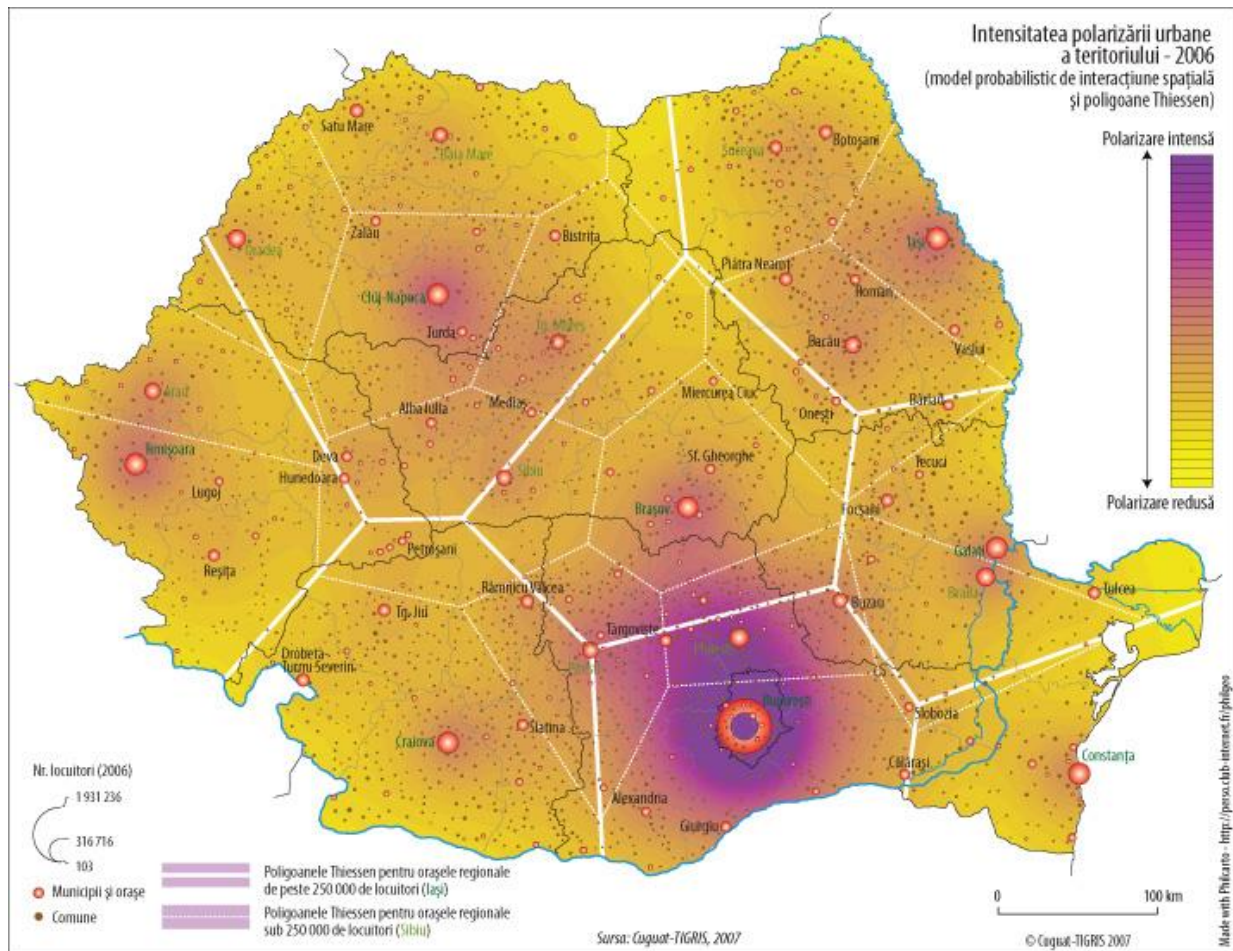 Intensitatea polarizării urbane
a teritoriului - 2006
(model probabilistic de interacțiune spațială
și poligoane Thiessen)
Polarizare intensă
Polarizare redusă
Satu Mare
Baia Mare
Suceava
Botoșani
Oradea
Zalău
Bistrița
Iași
Piatra Neamț
Roman
Cluj-Napoca
Turda
Tg. Mureș
Bacău
Vaslui
Arad
Alba Iulia
Mediaș
Miercurea Ciuc
Onești
Bârlad
Timișoara
Deva
Hunedoara
Sibiu
Sf. Gheorghe
Tecuci
Lugoj
Brașov
Focșani
Reșița
Petroșani
Galați
Brăila
Tulcea
Râmnicu Vâlcea
Tg. Jiu
Buzău
Târgoviște
Pitești
Ploiești
Drobeta-
Turnu Severin
București
Slobozia
Craiova
Slatina
Călărași
Constanța
Alexandria
Giurgiu
Nr. locuitori (2006)
1 931 236
316 716
103
Municipii și orașe
Comune
Poligoanele Thiessen pentru orașele regionale
de peste 250 000 de locuitori (Iași)
Poligoanele Thiessen pentru orașele regionale
sub 250 000 de locuitori (Sibiu)
Sursa: Cuguat-TIGRIS, 2007
0 100 km
© Cuguat-TIGRIS 2007
Made with Philcarto - http://perso.club-internet.fr/philgeo